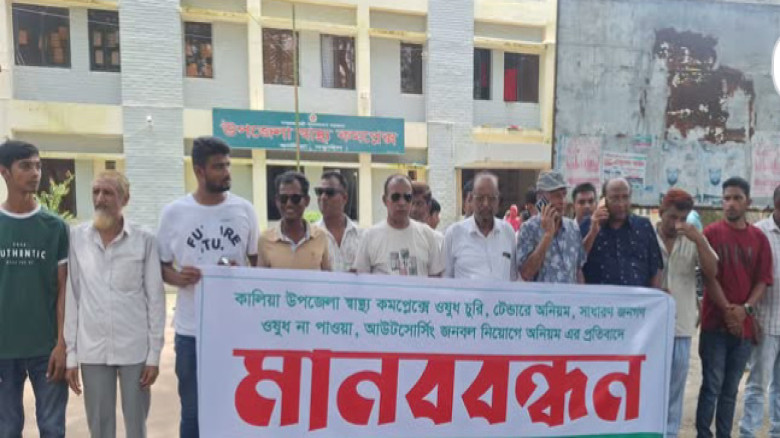 উপজেলা স্বাস্থ্য কমপ্লেক্স
AUTHENTIC
FUTURE
কালিয়া উপজেলা স্বাস্থ্য কমপ্লেক্সে ওষুধ চুরি, টেন্ডারে অনিয়ম, সাধারণ জনগণ
ওষুধ না পাওয়া, আউটসোর্সিং জনবল নিয়োগে অনিয়ম এর প্রতিবাদে
মানববন্ধন